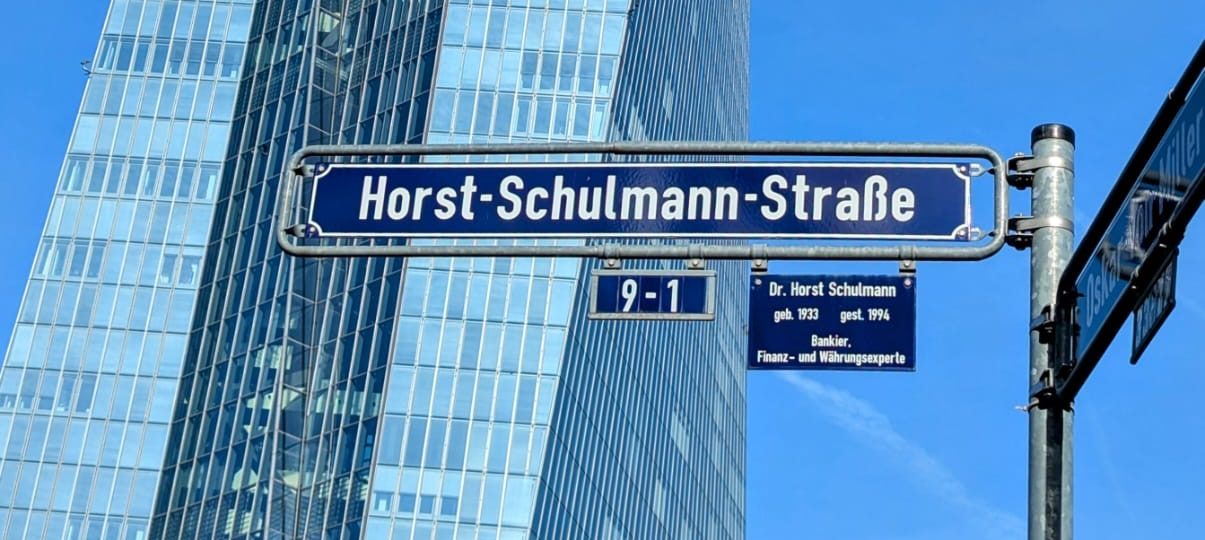 Horst-Schulmann-Straße
9-1
Dr. Horst Schulmann
geb. 1933 gest. 1994
Bankier,
Finanz- und Währungsexperte